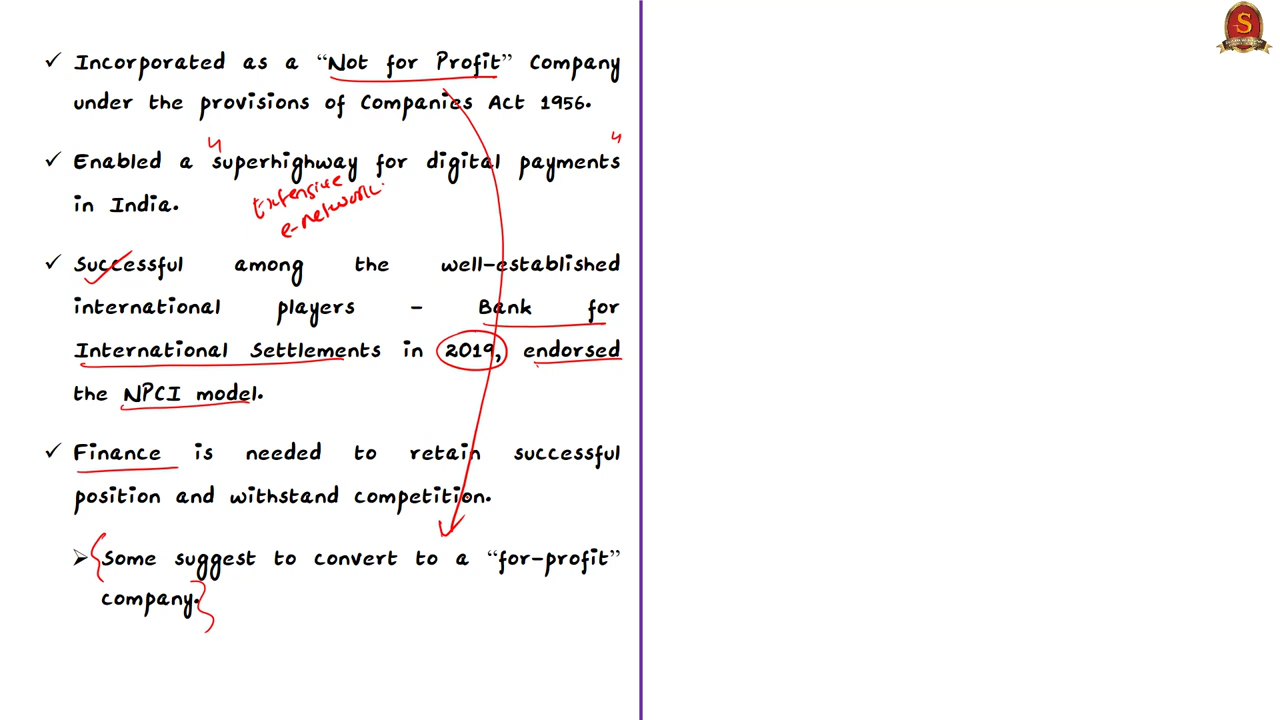 ✓ Incorporated as a “Not for Profit” Company
under the provisions of Companies Act 1956.
✓ Enabled a "superhighway for digital payments"
in India.
Extensive
e-network.
✓ Successful among the well-established
international players - Bank for
International Settlements in 2019, endorsed
the NPCI model.
✓ Finance is needed to retain successful
position and withstand competition.
➢ {Some suggest to convert to a “for-profit”
company.}
S